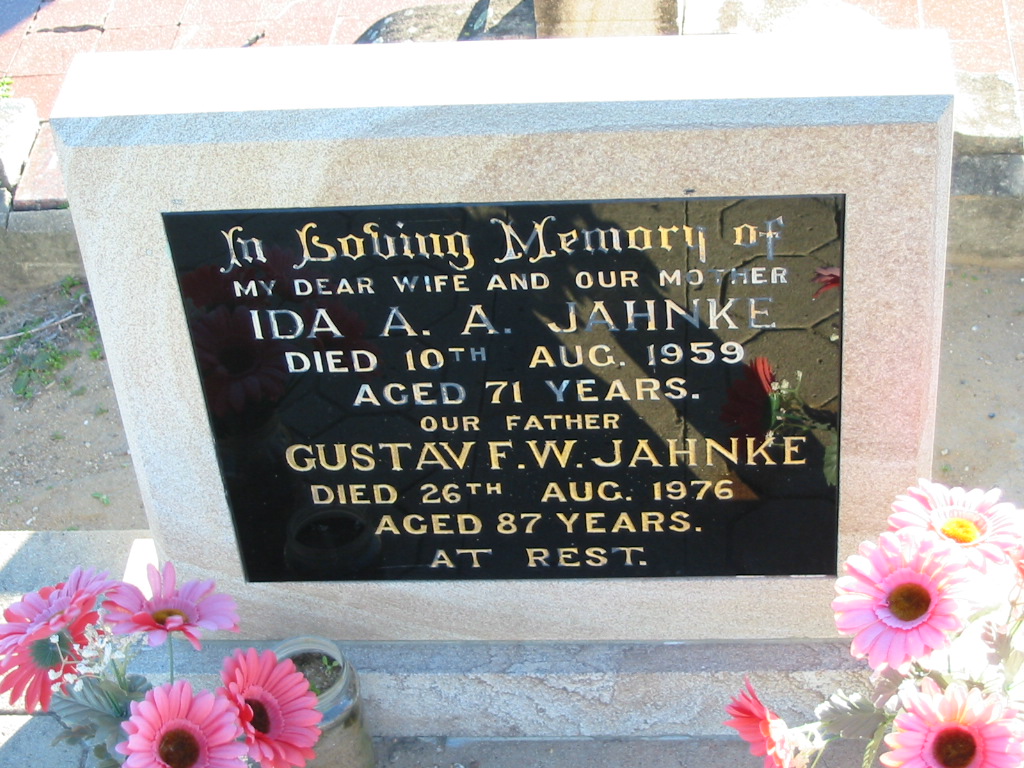 In Loving Memory of
MY DEAR WIFE AND OUR MOTHER
IDA A. A. JAHNKE
DIED 10TH AUG. 1959
AGED 71 YEARS.
OUR FATHER
GUSTAV F. W. JAHNKE
DIED 26TH AUG. 1976
AGED 87 YEARS.
AT REST.